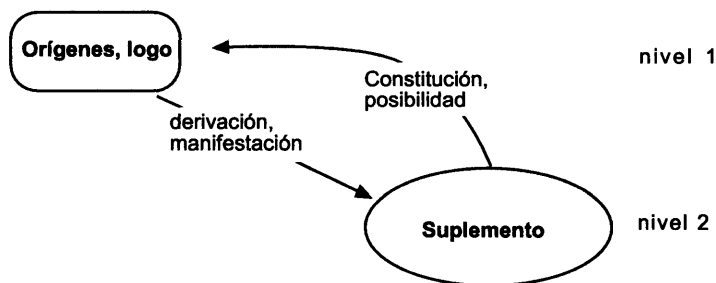 Orígenes, logo
nivel 1
Constitución,
posibilidad
derivación,
manifestación
Suplemento
nivel 2